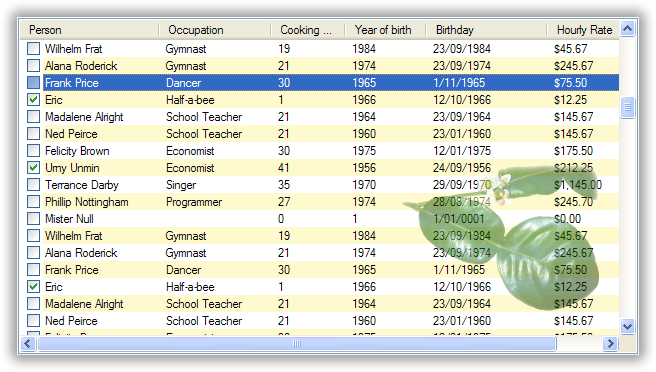 Person Occupation Cooking ... Year of birth Birthday Hourly Rate
Wilhelm Frat Gymnast 19 1984 23/09/1984 $45.67
Alana Roderick Gymnast 21 1974 23/09/1974 $245.67
Frank Price Dancer 30 1965 1/11/1965 $75.50
Eric Half-a-bee 1 1966 12/10/1966 $12.25
Madalene Alright School Teacher 21 1964 23/09/1964 $145.67
Ned Peirce School Teacher 21 1960 23/01/1960 $145.67
Felicity Brown Economist 30 1975 12/01/1975 $175.50
Urny Unmin Economist 41 1956 24/09/1956 $212.25
Terrance Darby Singer 35 1970 29/09/1970 $1,145.00
Phillip Nottingham Programmer 27 1974 28/08/1974 $245.70
Mister Null 0 1 1/01/0001 $0.00
Wilhelm Frat Gymnast 19 1984 23/09/1984 $45.67
Alana Roderick Gymnast 21 1974 23/09/1974 $245.67
Frank Price Dancer 30 1965 1/11/1965 $75.50
Eric Half-a-bee 1 1966 12/10/1966 $12.25
Madalene Alright School Teacher 21 1964 23/09/1964 $145.67
Ned Peirce School Teacher 21 1960 23/01/1960 $145.67